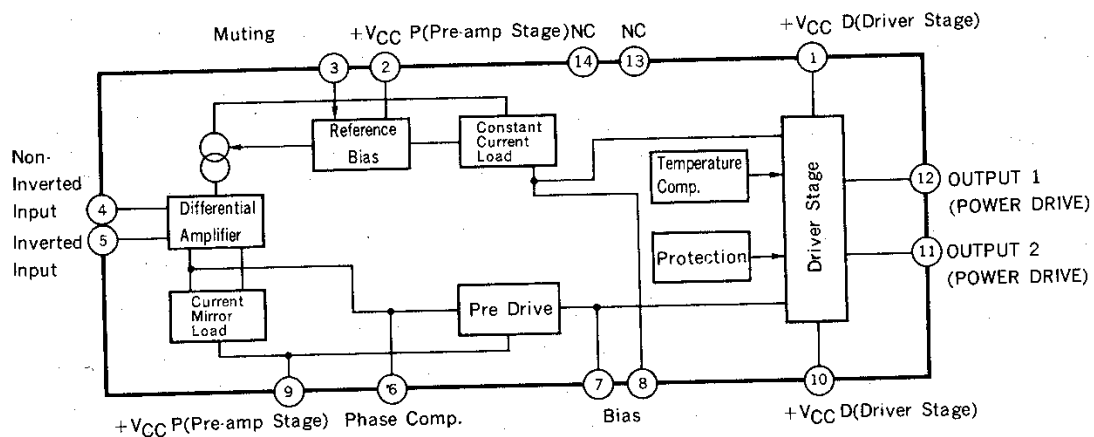 Muting
+VCC P(Pre-amp Stage)
NC
NC
+VCC D(Driver Stage)
3
2
14
13
1
Reference
Bias
Constant
Current
Load
Non-
Inverted
Input
4
Inverted
5
Input
Differential
Amplifier
Temperature
Comp.
Protection
Driver Stage
12
OUTPUT 1
(POWER DRIVE)
11
OUTPUT 2
(POWER DRIVE)
Current
Mirror
Load
Pre Drive
9
6
7
8
10
+VCC P(Pre-amp Stage)
Phase Comp.
Bias
+VCC D(Driver Stage)